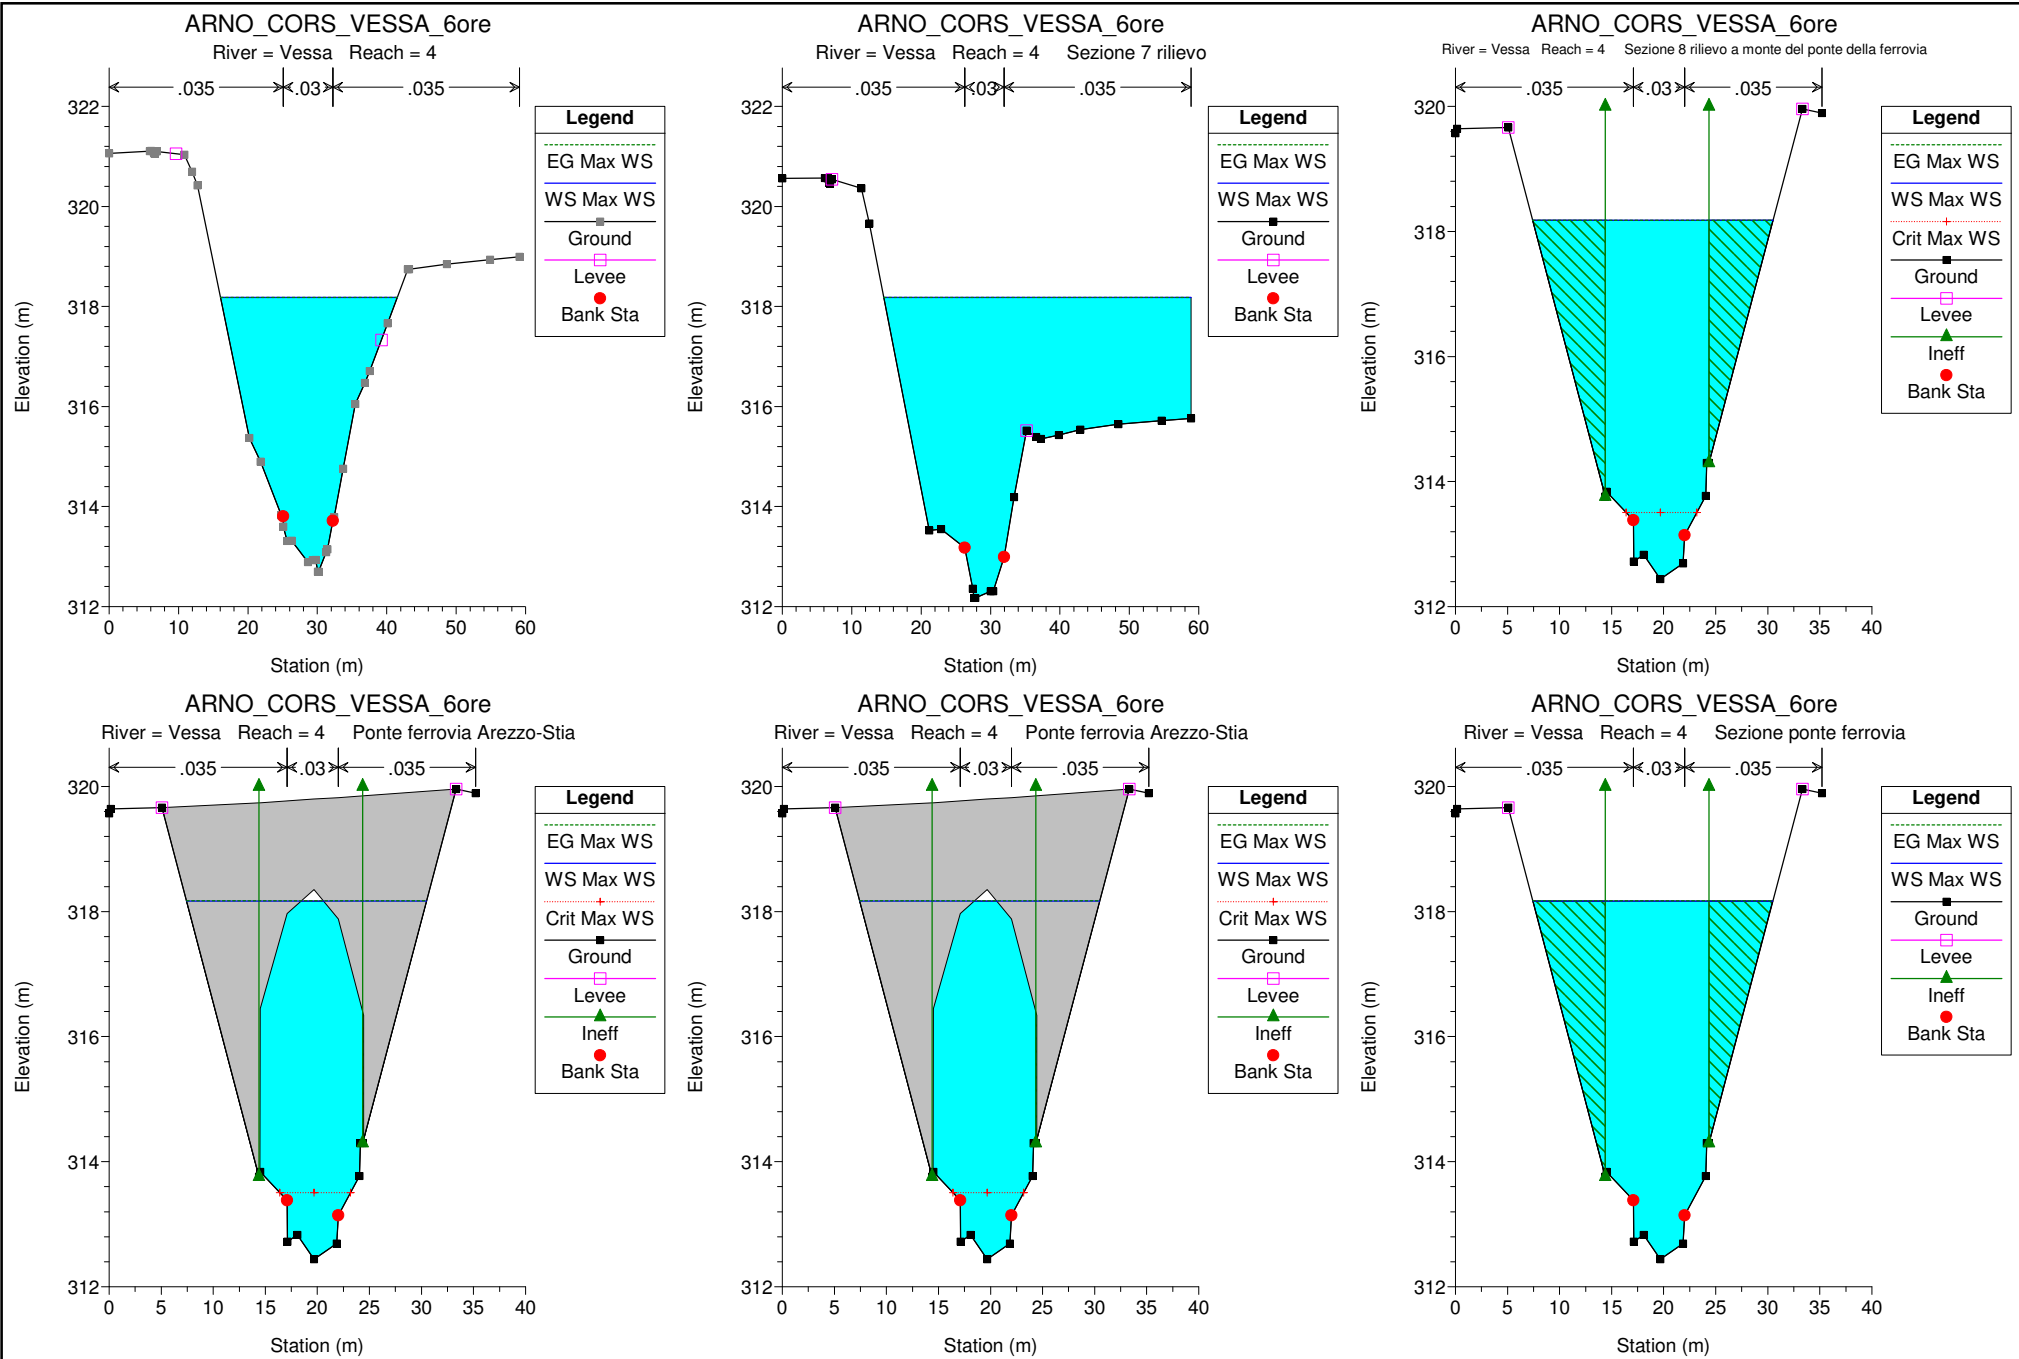 ARNO_CORS_VESSA_6ore
River = Vessa Reach = 4
.035 .03 .035
Legend
EG Max WS
WS Max WS
Ground
Levee
Bank Sta
322
320
318
316
314
312
0 10 20 30 40 50 60
Elevation (m)
Station (m)
ARNO_CORS_VESSA_6ore
River = Vessa Reach = 4 Sezione 7 rilievo
.035 .03 .035
Legend
EG Max WS
WS Max WS
Ground
Levee
Bank Sta
322
320
318
316
314
312
0 10 20 30 40 50 60
Elevation (m)
Station (m)
ARNO_CORS_VESSA_6ore
River = Vessa Reach = 4 Sezione 8 rilievo a monte del ponte della ferrovia
.035 .03 .035
Legend
EG Max WS
WS Max WS
Crit Max WS
Ground
Levee
Ineff
Bank Sta
320
318
316
314
312
0 5 10 15 20 25 30 35 40
Elevation (m)
Station (m)
ARNO_CORS_VESSA_6ore
River = Vessa Reach = 4 Ponte ferrovia Arezzo-Stia
.035 .03 .035
Legend
EG Max WS
WS Max WS
Crit Max WS
Ground
Levee
Ineff
Bank Sta
320
318
316
314
312
0 5 10 15 20 25 30 35 40
Elevation (m)
Station (m)
ARNO_CORS_VESSA_6ore
River = Vessa Reach = 4 Ponte ferrovia Arezzo-Stia
.035 .03 .035
Legend
EG Max WS
WS Max WS
Crit Max WS
Ground
Levee
Ineff
Bank Sta
320
318
316
314
312
0 5 10 15 20 25 30 35 40
Elevation (m)
Station (m)
ARNO_CORS_VESSA_6ore
River = Vessa Reach = 4 Sezione ponte ferrovia
.035 .03 .035
Legend
EG Max WS
WS Max WS
Ground
Levee
Ineff
Bank Sta
320
318
316
314
312
0 5 10 15 20 25 30 35 40
Elevation (m)
Station (m)